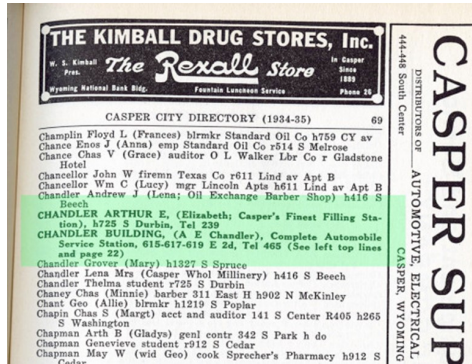 THE KIMBALL DRUG STORES, Inc.
W. S. Kimball
Pres.
The Rexall Store
In Casper
Since
1889
Wyoming National Bank Bldg.
Fountain Luncheon Service
Phone 26
CASPER CITY DIRECTORY (1934-35) 69
Champlin Floyd L (Frances) blrmkr Standard Oil Co h759 CY av
Chance Enos J (Anna) emp Standard Oil Co r514 S Melrose
Chance Chas V (Grace) auditor O L Walker Lbr Co r Gladstone
Hotel
Chancellor John W firemn Texas Co r611 Lind av Apt B
Chancellor Wm C (Lucy) mgr Lincoln Apts h611 Lind av Apt B
Chandler Andrew J (Lena; Oil Exchange Barber Shop) h416 S
Beech
CHANDLER ARTHUR E, (Elizabeth; Casper's Finest Filling Sta-
tion), h725 S Durbin, Tel 239
CHANDLER BUILDING, (A E Chandler), Complete Automobile
Service Station, 615-617-619 E 2d, Tel 465 (See left top lines
and page 22)
Chandler Grover (Mary) h1327 S Spruce
Chandler Lena Mrs (Casper Whol Millinery) h416 S Beech
Chandler Thelma student r725 S Durbin
Chaney Chas (Minnie) barber 311 East H h902 N McKinley
Chant Geo (Allie) blrmkr h1219 S Poplar
Chapin Chas S (Margt) acct and auditor 141 S Center R405 h265
S Washington
Chapman Arth B (Gladys) genl contr 342 S Park h do
Chapman Genevieve student r912 S Cedar
Chapman May W (wid Geo) cook Sprecher's Pharmacy h912 S
Cedar
444-448 South Center
DISTRIBUTORS OF
AUTOMOTIVE, ELECTRICAL
CASPER, WYOMING
CASPER SUP